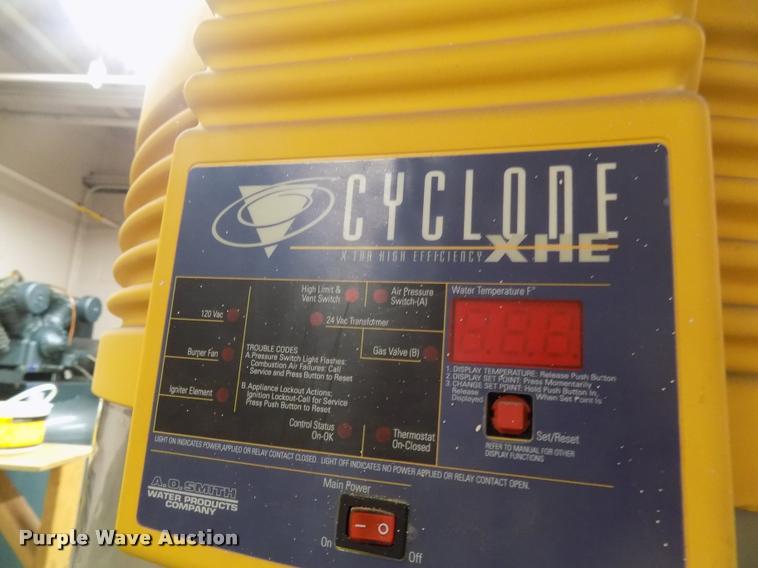 CYCLONE
XTRA HIGH EFFICIENCY XHE
High Limit &
Vent Switch
Air Pressure
Switch-(A)
Water Temperature F°
120 Vac
24 Vac Transformer
Burner Fan
TROUBLE CODES
A.Pressure Switch Light Flashes:
Combustion Air Failures: Call
Service and Press Button to Reset
Gas Valve (B)
Igniter Element
B.Appliance Lockout Actions;
Ignition Lockout-Call for Service
Press Push Button to Reset
1. DISPLAY TEMPERATURE: Release Push Button
2. DISPLAY SET POINT: Press Momentarily
3. CHANGE SET POINT: Hold Push Button In,
Release When Set Point Is
Displayed
Control Status
On-OK
Thermostat
On-Closed
Set/Reset
REFER TO MANUAL FOR OTHER
DISPLAY FUNCTIONS
LIGHT ON INDICATES POWER APPLIED OR RELAY CONTACT CLOSED. LIGHT OFF INDICATES NO POWER APPLIED OR RELAY CONTACT OPEN.
A.O.SMITH
WATER PRODUCTS
COMPANY
Main Power
On
Off
Purple Wave Auction